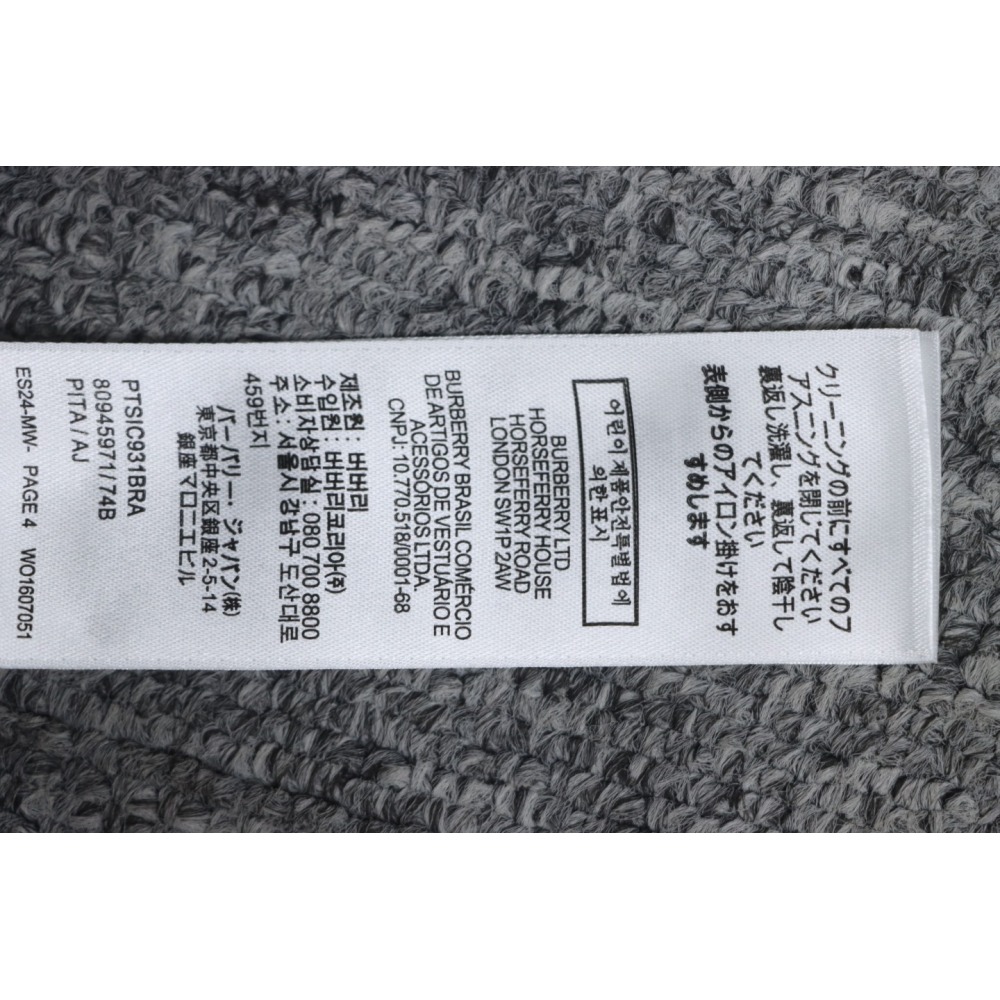 クリーニングの前にすべてのフ
アスニングを閉じてください
裏返し洗濯し、裏返して陰干し
てください
表側からのアイロン掛けをおす
すめします
어린이제품안전특별법에
의한표시
BURBERRY LTD
HORSEFERRY HOUSE
HORSEFERRY ROAD
LONDON SW1P 2AW
BURBERRY BRASIL COMÉRCIO
DE ARTIGOS DE VESTUÁRIO E
ACESSÓRIOS LTDA.
CNPJ: 10.770.518/0001-68
제조원 : 버버리
수입원 : 버버리코리아(주)
소비자상담실 : 080 700 8800
주 소 : 서울시 강남구 도산대로
459번지
バーバリー・ジャパン(株)
東京都中央区銀座 2-5-14
銀座マロニエビル
PTSIC931BRA
80945971/74B
PITA / AJ
ES24-MW- PAGE 4 WO1607051